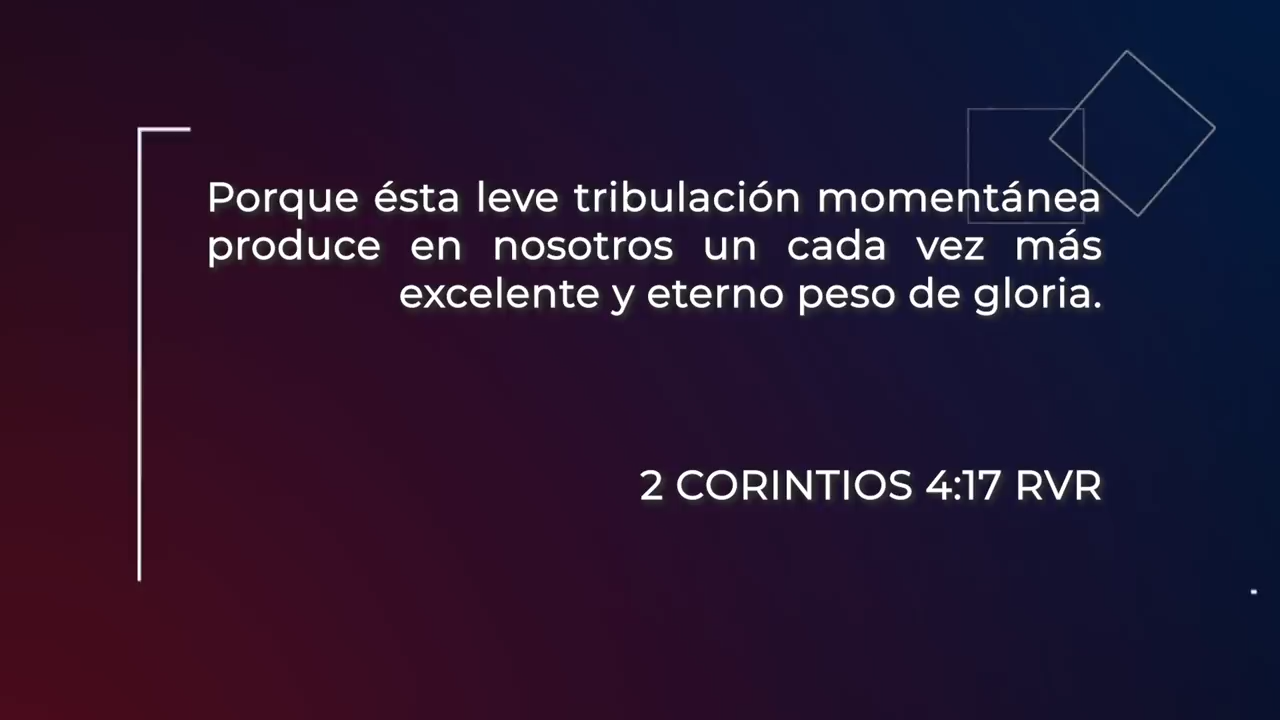 Porque ésta leve tribulación momentánea
produce en nosotros un cada vez más
excelente y eterno peso de gloria.
2 CORINTIOS 4:17 RVR